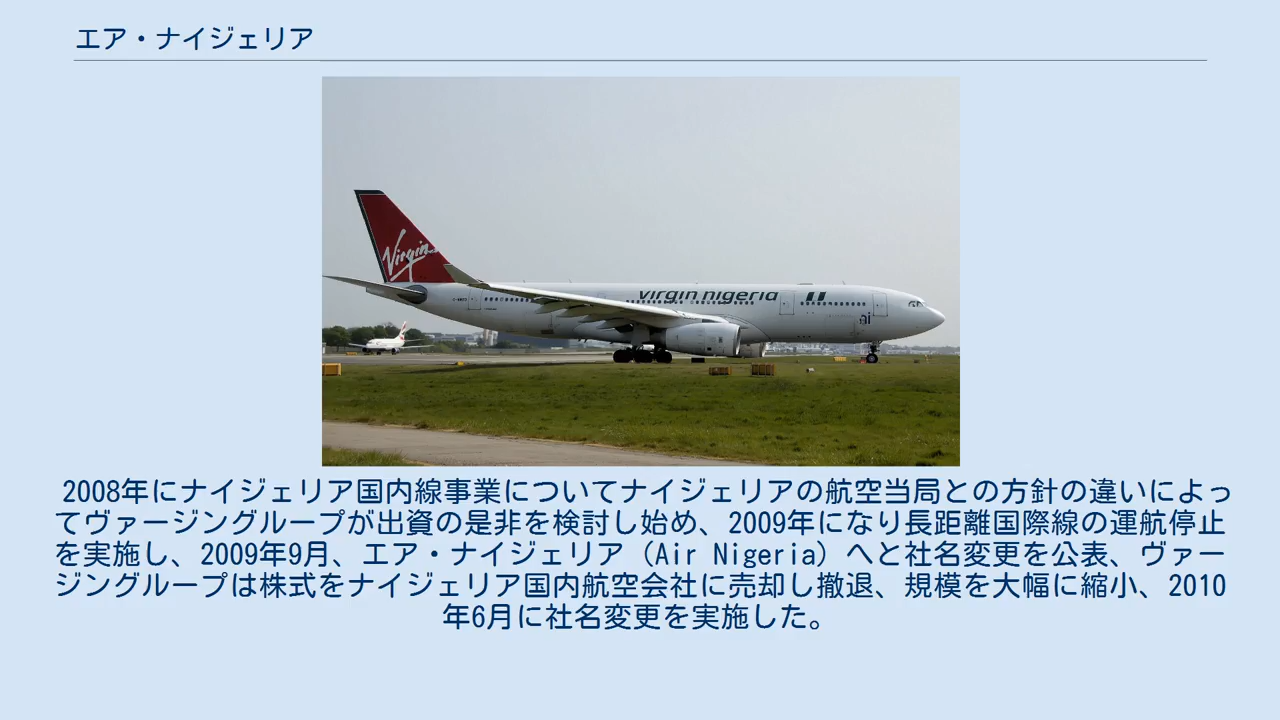 エア・ナイジェリア
Virgin
virgin nigeria
2008年にナイジェリア国内線事業についてナイジェリアの航空当局との方針の違いによっ
てヴァージングループが出資の是非を検討し始め、2009年になり長距離国際線の運航停止
を実施し、2009年9月、エア・ナイジェリア（Air Nigeria）へと社名変更を公表、ヴァー
ジングループは株式をナイジェリア国内航空会社に売却し撤退、規模を大幅に縮小、2010
年6月に社名変更を実施した。